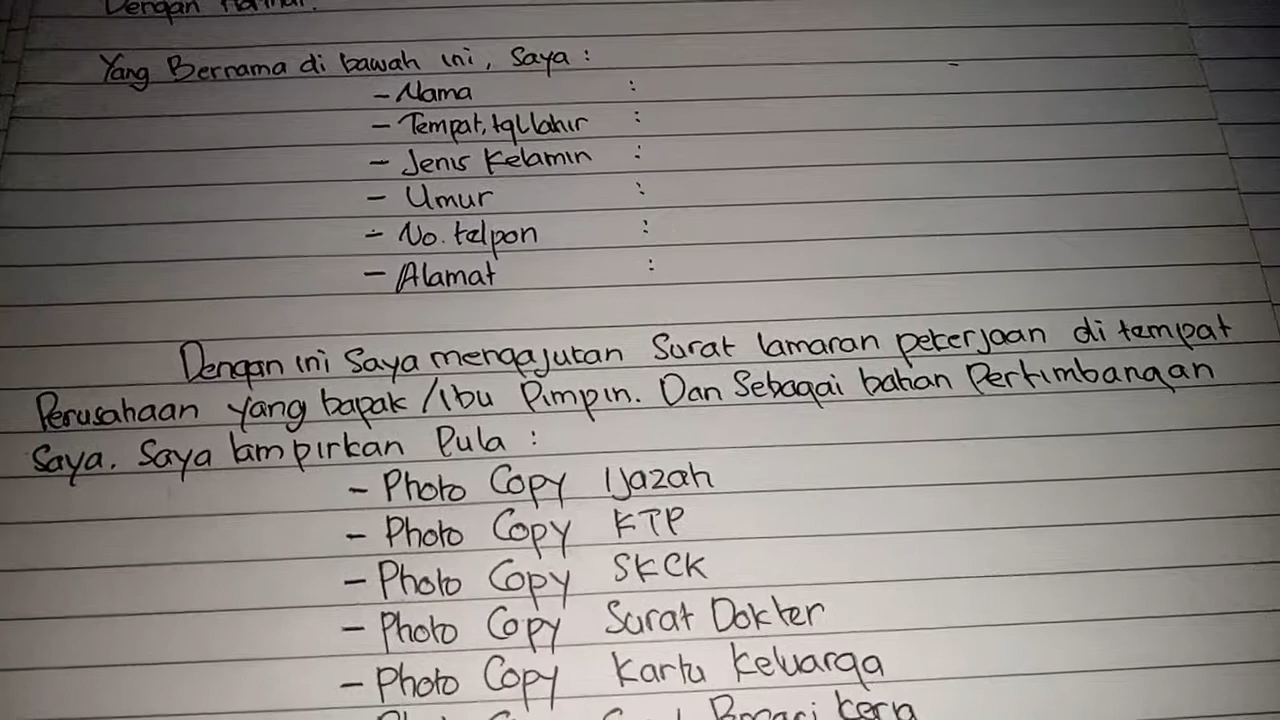 Dengan Hormat.
Yang Bernama di bawah ini, Saya :
- Nama :
- Tempat, tgl lahir :
- Jenis Kelamin :
- Umur :
- No. telpon :
- Alamat :
Dengan ini Saya mengajukan Surat lamaran pekerjaan di tempat
Perusahaan yang bapak /ibu Pimpin. Dan Sebagai bahan Pertimbangan
Saya. Saya lampirkan Pula :
- Photo Copy Ijazah
- Photo Copy KTP
- Photo Copy SKCK
- Photo Copy Surat Dokter
- Photo Copy Kartu Keluarga